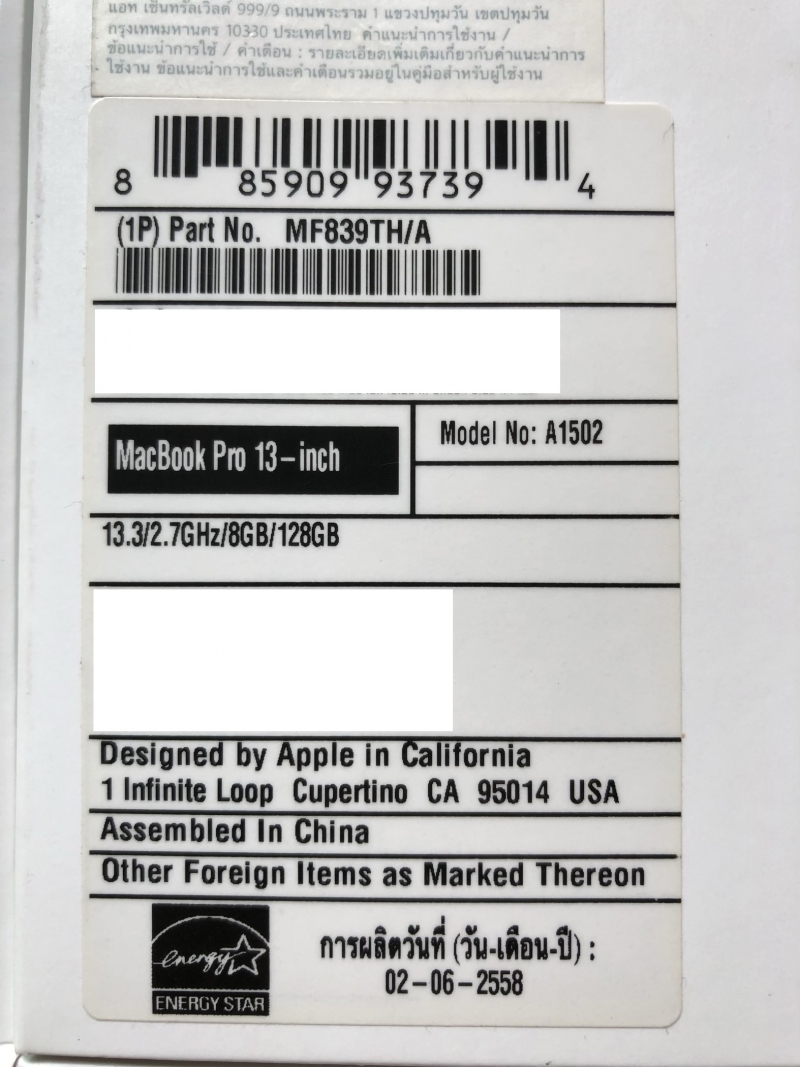 แอท เซ็นทรัลเวิลด์ 999/9 ถนนพระราม 1 แขวงปทุมวัน เขตปทุมวัน
กรุงเทพมหานคร 10330 ประเทศไทย คำแนะนำการใช้งาน /
ข้อแนะนำการใช้ / คำเตือน : รายละเอียดเพิ่มเติมเกี่ยวกับคำแนะนำการ
ใช้งาน ข้อแนะนำการใช้และคำเตือนรวมอยู่ในคู่มือสำหรับผู้ใช้งาน
8 85909 93739 4
(1P) Part No. MF839TH/A
MacBook Pro 13-inch
Model No: A1502
13.3/2.7GHz/8GB/128GB
Designed by Apple in California
1 Infinite Loop Cupertino CA 95014 USA
Assembled In China
Other Foreign Items as Marked Thereon
energy
ENERGY STAR
การผลิตวันที่ (วัน-เดือน-ปี) :
02-06-2558